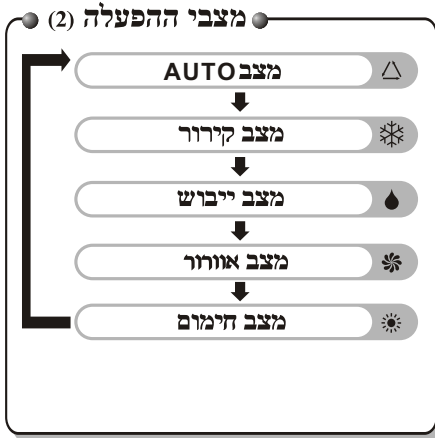 מצבי ההפעלה (2)
מצב AUTO
מצב קירור
מצב ייבוש
מצב אוורור
מצב חימום